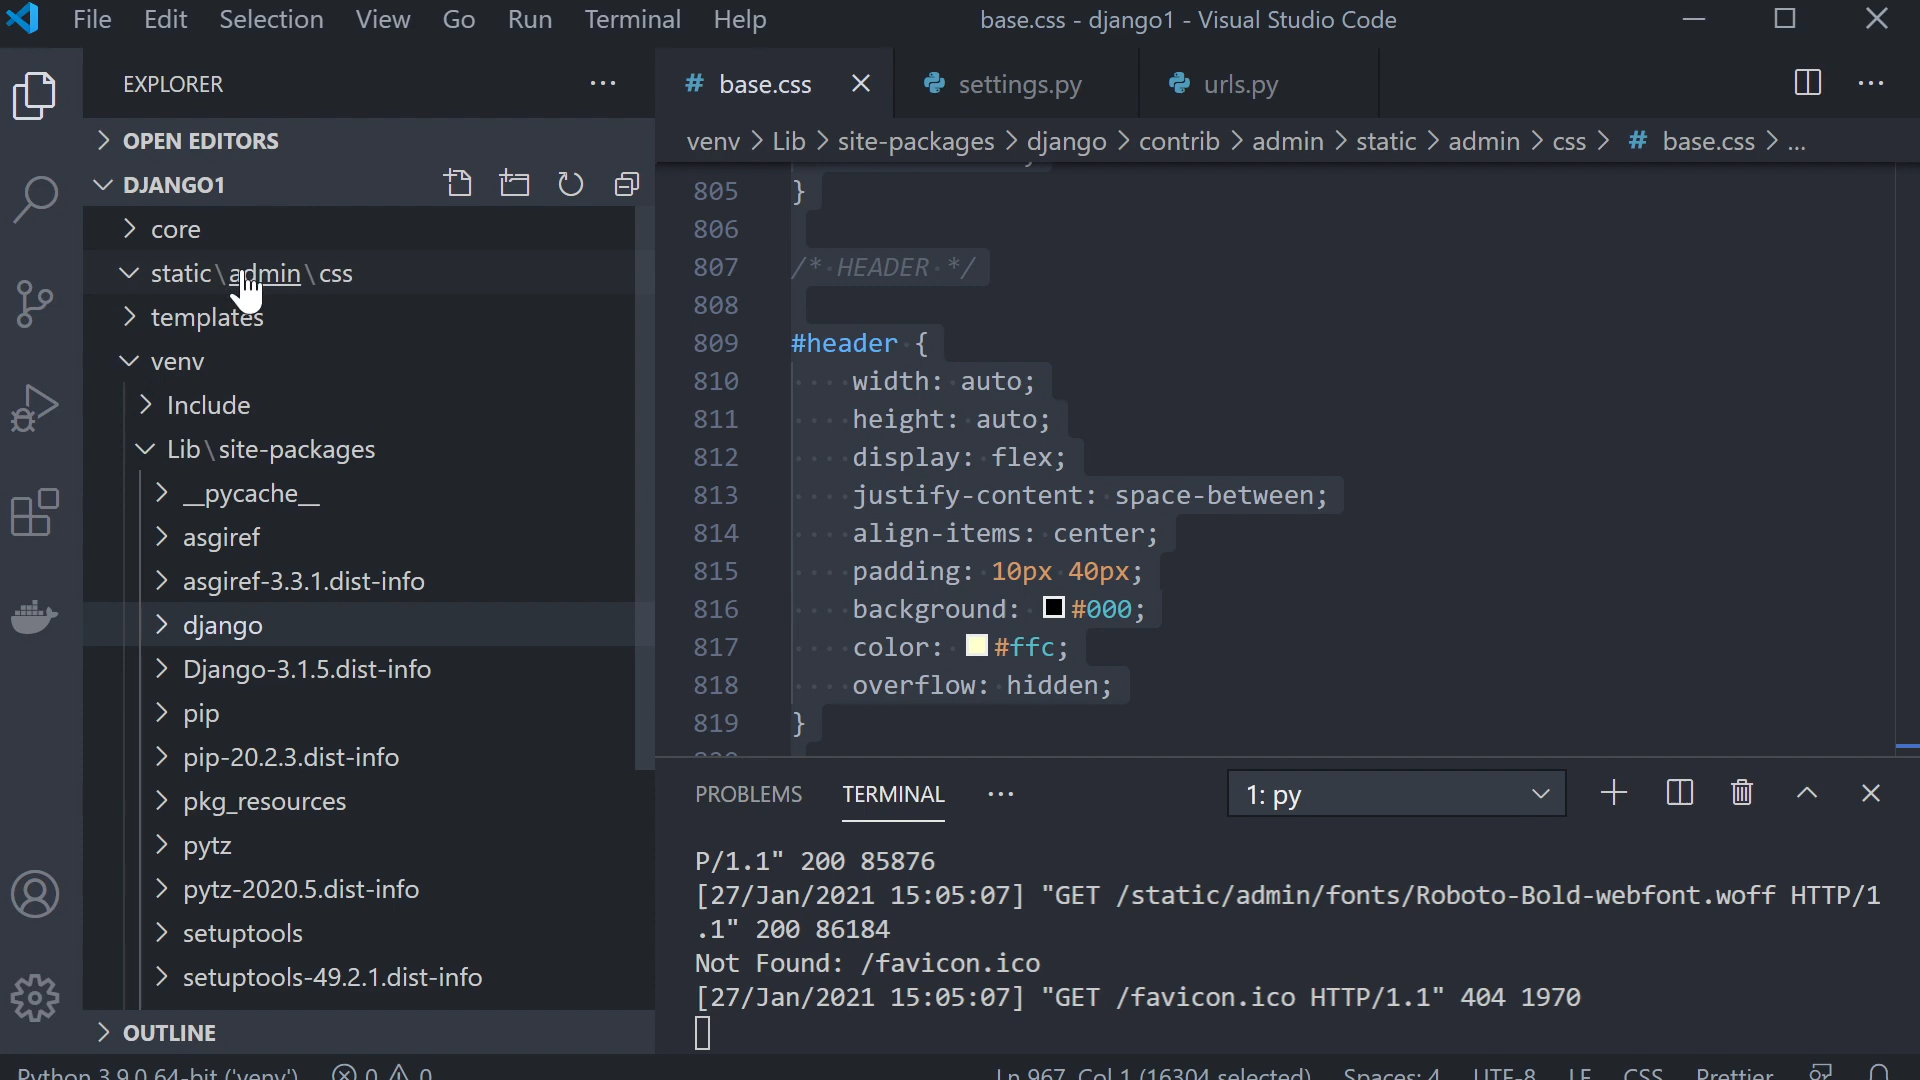 File Edit Selection View Go Run Terminal Help base.css - django1 - Visual Studio Code
EXPLORER
OPEN EDITORS
DJANGO1
core
static\admin\css
templates
venv
Include
Lib\site-packages
__pycache__
asgiref
asgiref-3.3.1.dist-info
django
Django-3.1.5.dist-info
pip
pip-20.2.3.dist-info
pkg_resources
pytz
pytz-2020.5.dist-info
setuptools
setuptools-49.2.1.dist-info
OUTLINE
# base.css settings.py urls.py
venv > Lib > site-packages > django > contrib > admin > static > admin > css > # base.css > ...
805 }
806
807 /* HEADER */
808
809 #header {
810 width: auto;
811 height: auto;
812 display: flex;
813 justify-content: space-between;
814 align-items: center;
815 padding: 10px 40px;
816 background: #000;
817 color: #ffc;
818 overflow: hidden;
819 }
820
PROBLEMS TERMINAL ... 1: py
P/1.1" 200 85876
[27/Jan/2021 15:05:07] "GET /static/admin/fonts/Roboto-Bold-webfont.woff HTTP/1
.1" 200 86184
Not Found: /favicon.ico
[27/Jan/2021 15:05:07] "GET /favicon.ico HTTP/1.1" 404 1970
Python 3.9.0 64-bit ('venv') 0 0 Ln 967, Col 1 (16304 selected) Spaces: 4 UTF-8 LF CSS Prettier